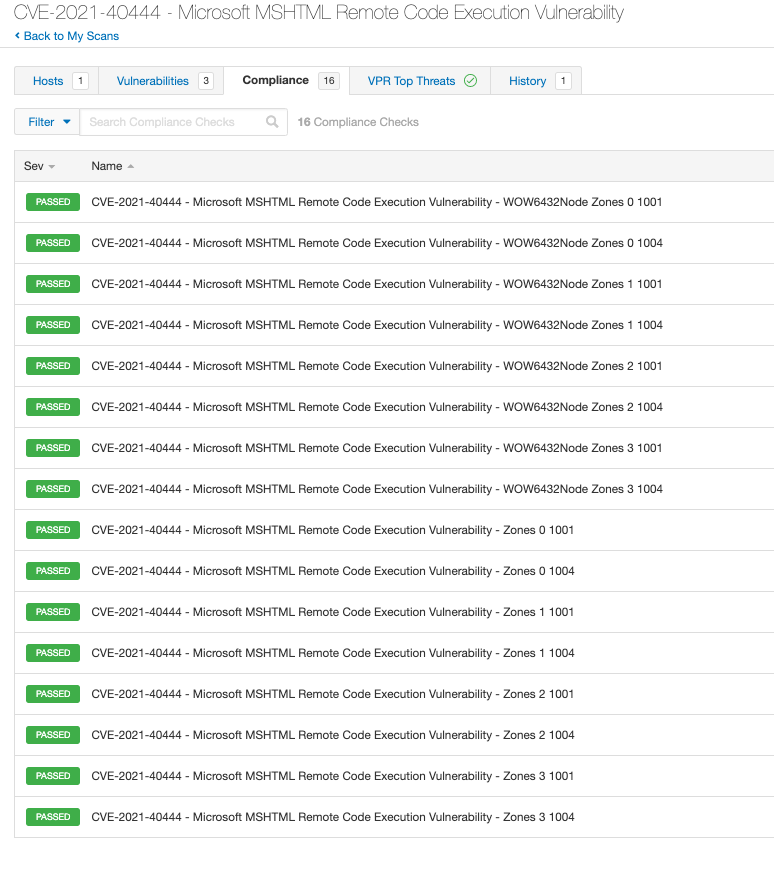 CVE-2021-40444 - Microsoft MSHTML Remote Code Execution Vulnerability
Back to My Scans
Hosts 1 Vulnerabilities 3 Compliance 16 VPR Top Threats History 1
Filter Search Compliance Checks 16 Compliance Checks
Sev Name
PASSED CVE-2021-40444 - Microsoft MSHTML Remote Code Execution Vulnerability - WOW6432Node Zones 0 1001
PASSED CVE-2021-40444 - Microsoft MSHTML Remote Code Execution Vulnerability - WOW6432Node Zones 0 1004
PASSED CVE-2021-40444 - Microsoft MSHTML Remote Code Execution Vulnerability - WOW6432Node Zones 1 1001
PASSED CVE-2021-40444 - Microsoft MSHTML Remote Code Execution Vulnerability - WOW6432Node Zones 1 1004
PASSED CVE-2021-40444 - Microsoft MSHTML Remote Code Execution Vulnerability - WOW6432Node Zones 2 1001
PASSED CVE-2021-40444 - Microsoft MSHTML Remote Code Execution Vulnerability - WOW6432Node Zones 2 1004
PASSED CVE-2021-40444 - Microsoft MSHTML Remote Code Execution Vulnerability - WOW6432Node Zones 3 1001
PASSED CVE-2021-40444 - Microsoft MSHTML Remote Code Execution Vulnerability - WOW6432Node Zones 3 1004
PASSED CVE-2021-40444 - Microsoft MSHTML Remote Code Execution Vulnerability - Zones 0 1001
PASSED CVE-2021-40444 - Microsoft MSHTML Remote Code Execution Vulnerability - Zones 0 1004
PASSED CVE-2021-40444 - Microsoft MSHTML Remote Code Execution Vulnerability - Zones 1 1001
PASSED CVE-2021-40444 - Microsoft MSHTML Remote Code Execution Vulnerability - Zones 1 1004
PASSED CVE-2021-40444 - Microsoft MSHTML Remote Code Execution Vulnerability - Zones 2 1001
PASSED CVE-2021-40444 - Microsoft MSHTML Remote Code Execution Vulnerability - Zones 2 1004
PASSED CVE-2021-40444 - Microsoft MSHTML Remote Code Execution Vulnerability - Zones 3 1001
PASSED CVE-2021-40444 - Microsoft MSHTML Remote Code Execution Vulnerability - Zones 3 1004